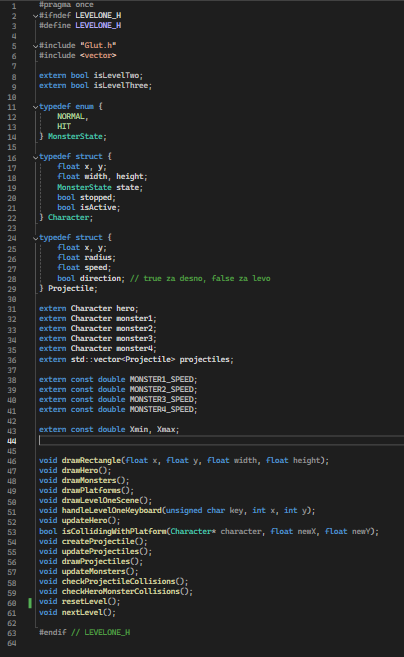 1 #pragma once
2 #ifndef LEVELONE_H
3 #define LEVELONE_H
4
5 #include "Glut.h"
6 #include <vector>
7
8 extern bool isLevelTwo;
9 extern bool isLevelThree;
10
11 typedef enum {
12     NORMAL,
13     HIT
14 } MonsterState;
15
16 typedef struct {
17     float x, y;
18     float width, height;
19     MonsterState state;
20     bool stopped;
21     bool isActive;
22 } Character;
23
24 typedef struct {
25     float x, y;
26     float radius;
27     float speed;
28     bool direction; // true za desno, false za levo
29 } Projectile;
30
31 extern Character hero;
32 extern Character monster1;
33 extern Character monster2;
34 extern Character monster3;
35 extern Character monster4;
36 extern std::vector<Projectile> projectiles;
37
38 extern const double MONSTER1_SPEED;
39 extern const double MONSTER2_SPEED;
40 extern const double MONSTER3_SPEED;
41 extern const double MONSTER4_SPEED;
42
43 extern const double Xmin, Xmax;
44
45
46 void drawRectangle(float x, float y, float width, float height);
47 void drawHero();
48 void drawMonsters();
49 void drawPlatforms();
50 void drawLevelOneScene();
51 void handleLevelOneKeyboard(unsigned char key, int x, int y);
52 void updateHero();
53 bool isCollidingWithPlatform(Character* character, float newX, float newY);
54 void createProjectile();
55 void updateProjectiles();
56 void drawProjectiles();
57 void updateMonsters();
58 void checkProjectileCollisions();
59 void checkHeroMonsterCollisions();
60 void resetLevel();
61 void nextLevel();
62
63 #endif // LEVELONE_H
64